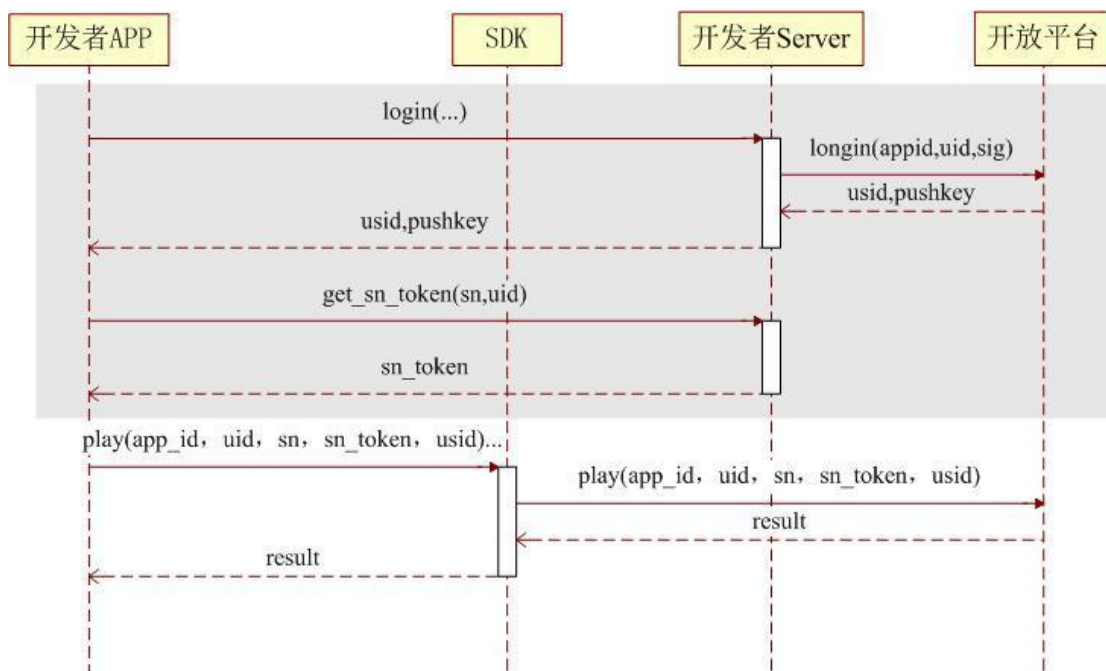 开发者APP
SDK
开发者Server
开放平台
login(...)
longin(appid,uid,sig)
usid,pushkey
usid,pushkey
get_sn_token(sn,uid)
sn_token
play(app_id，uid，sn，sn_token，usid)...
play(app_id，uid，sn，sn_token，usid)
result
result